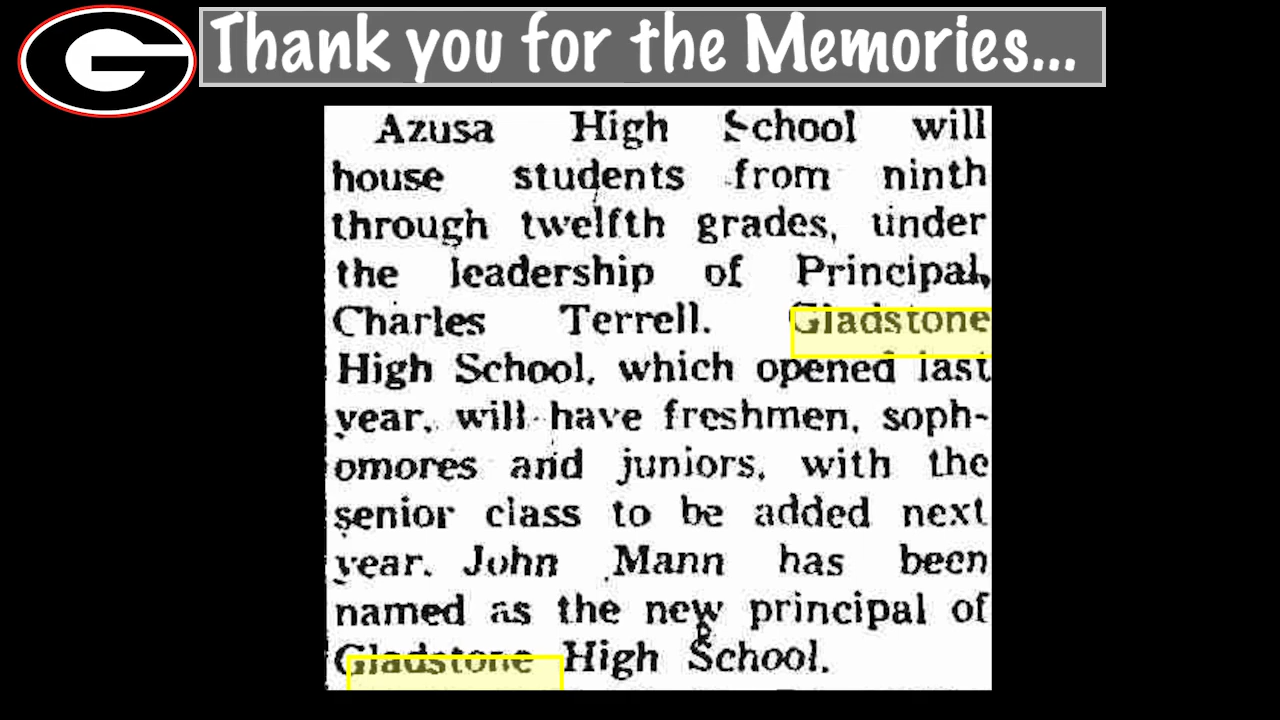 G
Thank you for the Memories...
Azusa High School will
house students from ninth
through twelfth grades, under
the leadership of Principal,
Charles Terrell. Gladstone
High School, which opened last
year, will have freshmen, soph-
omores and juniors, with the
senior class to be added next
year. John Mann has been
named as the new principal of
Gladstone High School.